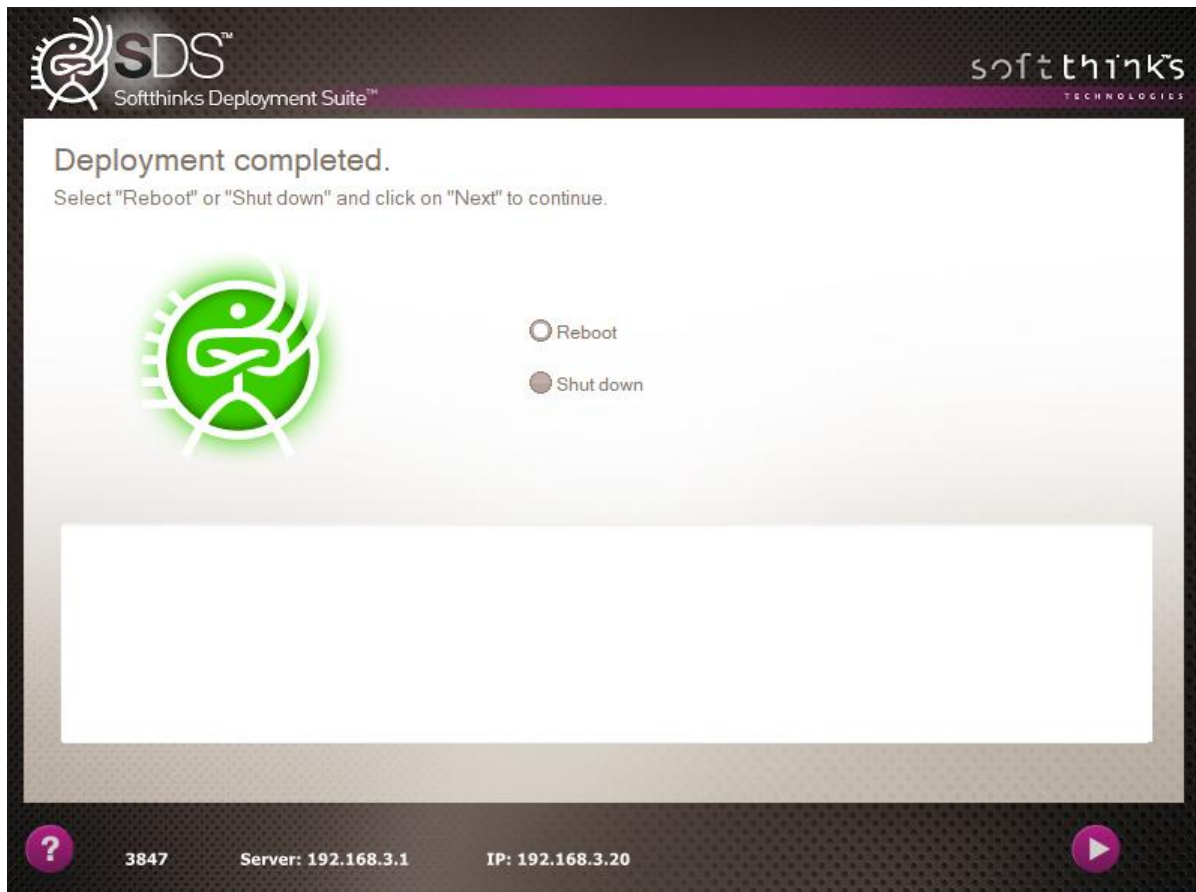 SDS™
Softthinks Deployment Suite™
softthinks
TECHNOLOGIES
Deployment completed.
Select "Reboot" or "Shut down" and click on "Next" to continue.
Reboot
Shut down
?
3847 Server: 192.168.3.1 IP: 192.168.3.20